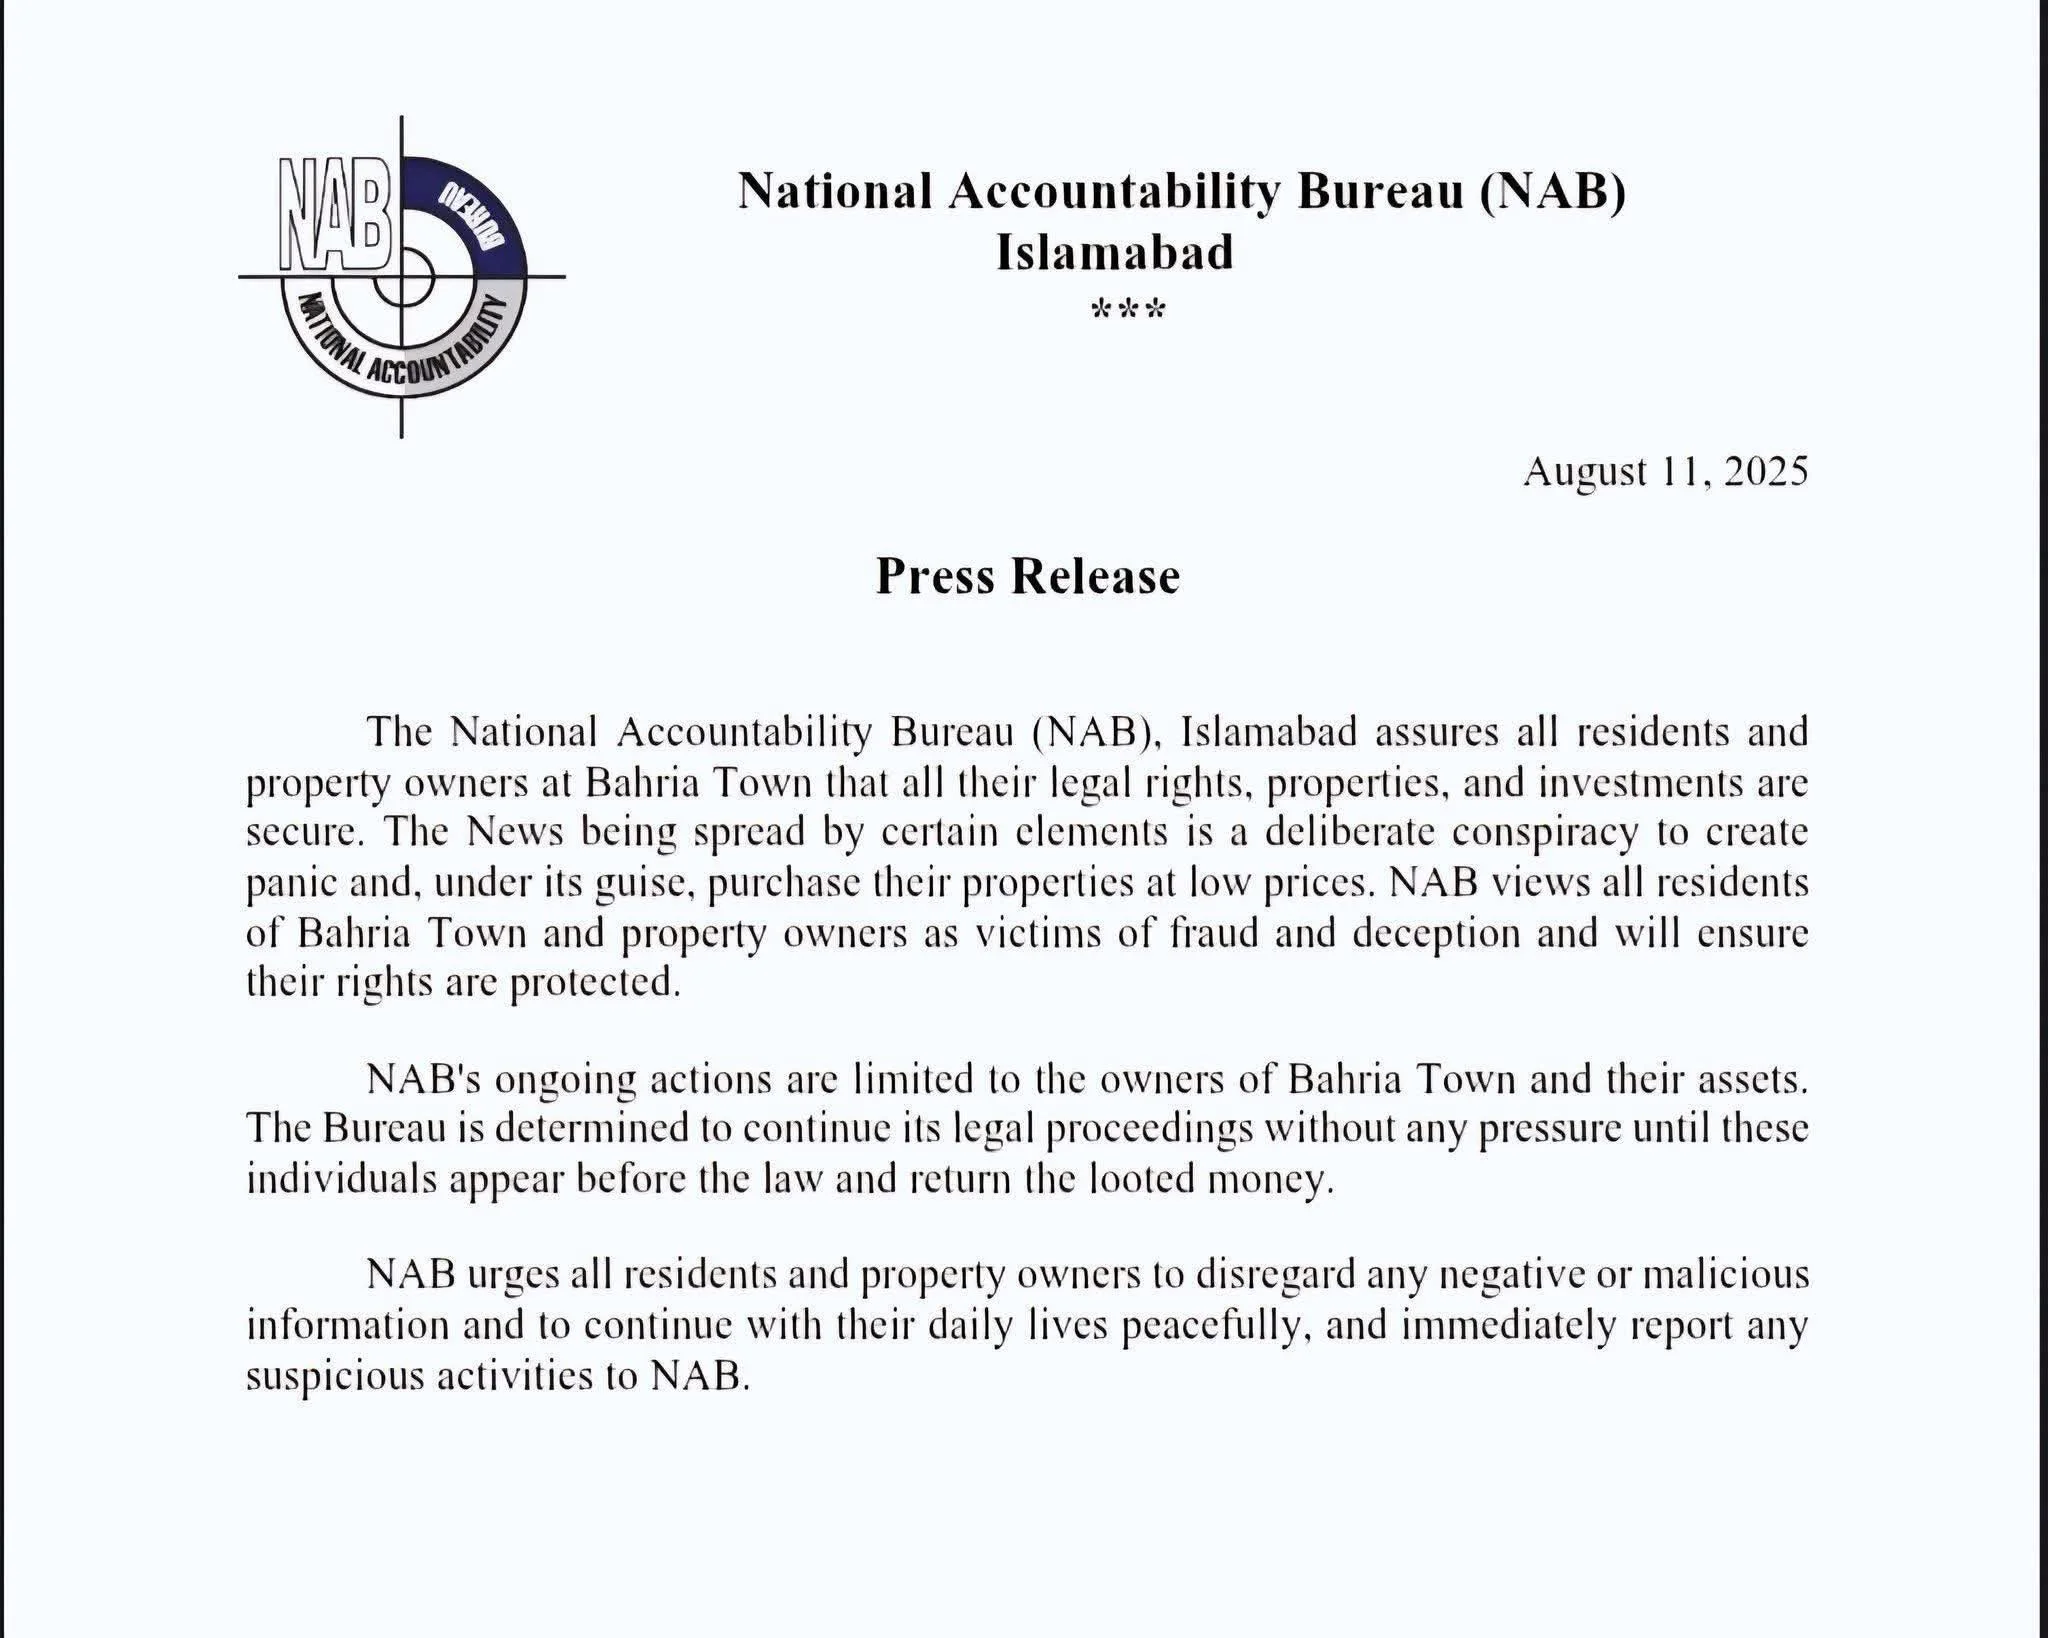 NAB
BUREAU
NATIONAL ACCOUNTABILITY
National Accountability Bureau (NAB)
Islamabad
***
August 11, 2025
Press Release
The National Accountability Bureau (NAB), Islamabad assures all residents and
property owners at Bahria Town that all their legal rights, properties, and investments are
secure. The News being spread by certain elements is a deliberate conspiracy to create
panic and, under its guise, purchase their properties at low prices. NAB views all residents
of Bahria Town and property owners as victims of fraud and deception and will ensure
their rights are protected.
NAB's ongoing actions are limited to the owners of Bahria Town and their assets.
The Bureau is determined to continue its legal proceedings without any pressure until these
individuals appear before the law and return the looted money.
NAB urges all residents and property owners to disregard any negative or malicious
information and to continue with their daily lives peacefully, and immediately report any
suspicious activities to NAB.